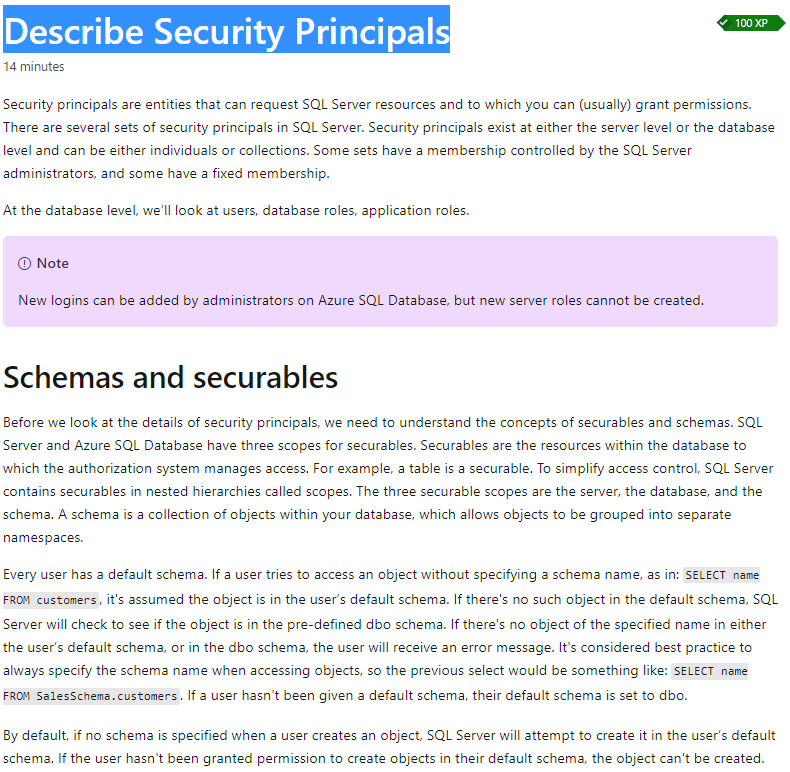 Describe Security Principals
100 XP
14 minutes
Security principals are entities that can request SQL Server resources and to which you can (usually) grant permissions.
There are several sets of security principals in SQL Server. Security principals exist at either the server level or the database
level and can be either individuals or collections. Some sets have a membership controlled by the SQL Server
administrators, and some have a fixed membership.
At the database level, we'll look at users, database roles, application roles.
Note
New logins can be added by administrators on Azure SQL Database, but new server roles cannot be created.
Schemas and securables
Before we look at the details of security principals, we need to understand the concepts of securables and schemas. SQL
Server and Azure SQL Database have three scopes for securables. Securables are the resources within the database to
which the authorization system manages access. For example, a table is a securable. To simplify access control, SQL Server
contains securables in nested hierarchies called scopes. The three securable scopes are the server, the database, and the
schema. A schema is a collection of objects within your database, which allows objects to be grouped into separate
namespaces.
Every user has a default schema. If a user tries to access an object without specifying a schema name, as in: SELECT name
FROM customers, it's assumed the object is in the user's default schema. If there's no such object in the default schema, SQL
Server will check to see if the object is in the pre-defined dbo schema. If there's no object of the specified name in either
the user's default schema, or in the dbo schema, the user will receive an error message. It's considered best practice to
always specify the schema name when accessing objects, so the previous select would be something like: SELECT name
FROM SalesSchema.customers. If a user hasn't been given a default schema, their default schema is set to dbo.
By default, if no schema is specified when a user creates an object, SQL Server will attempt to create it in the user's default
schema. If the user hasn't been granted permission to create objects in their default schema, the object can't be created.